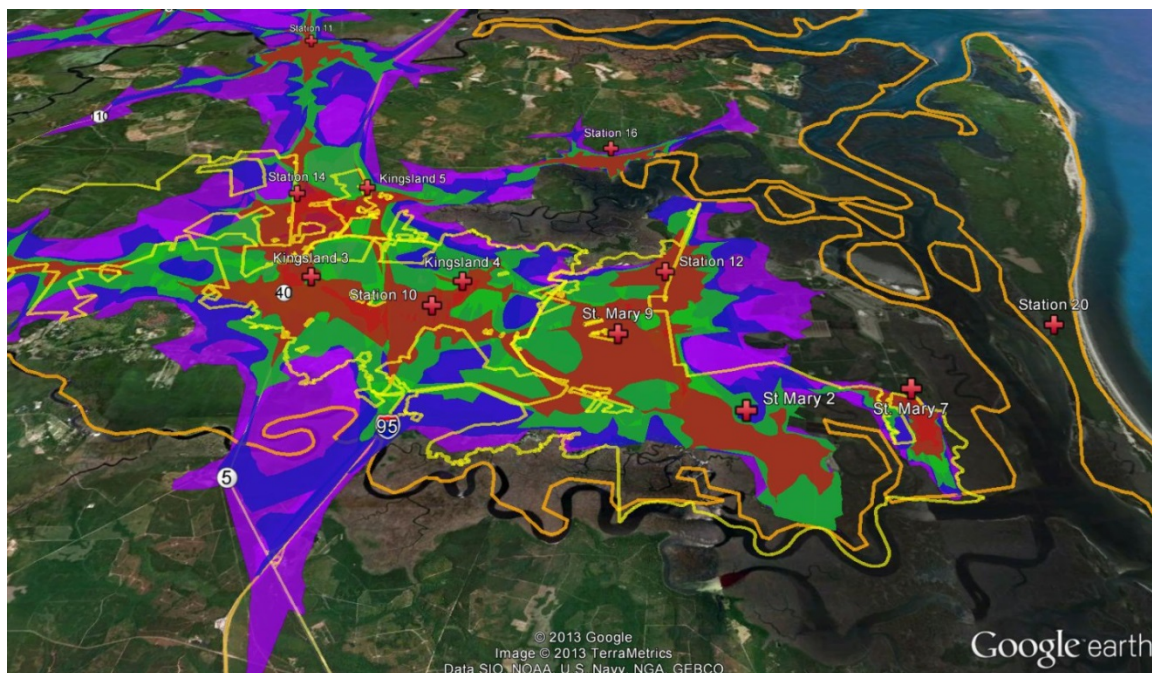 Station 11
10
Station 16
Station 14
Kingsland 5
Kingsland 3
Kingsland 4
Station 12
40
Station 10
St. Mary 9
Station 20
St Mary 2
St. Mary 7
95
5
© 2013 Google
Image © 2013 TerraMetrics
Data SIO, NOAA, U.S. Navy, NGA, GEBCO
Google earth